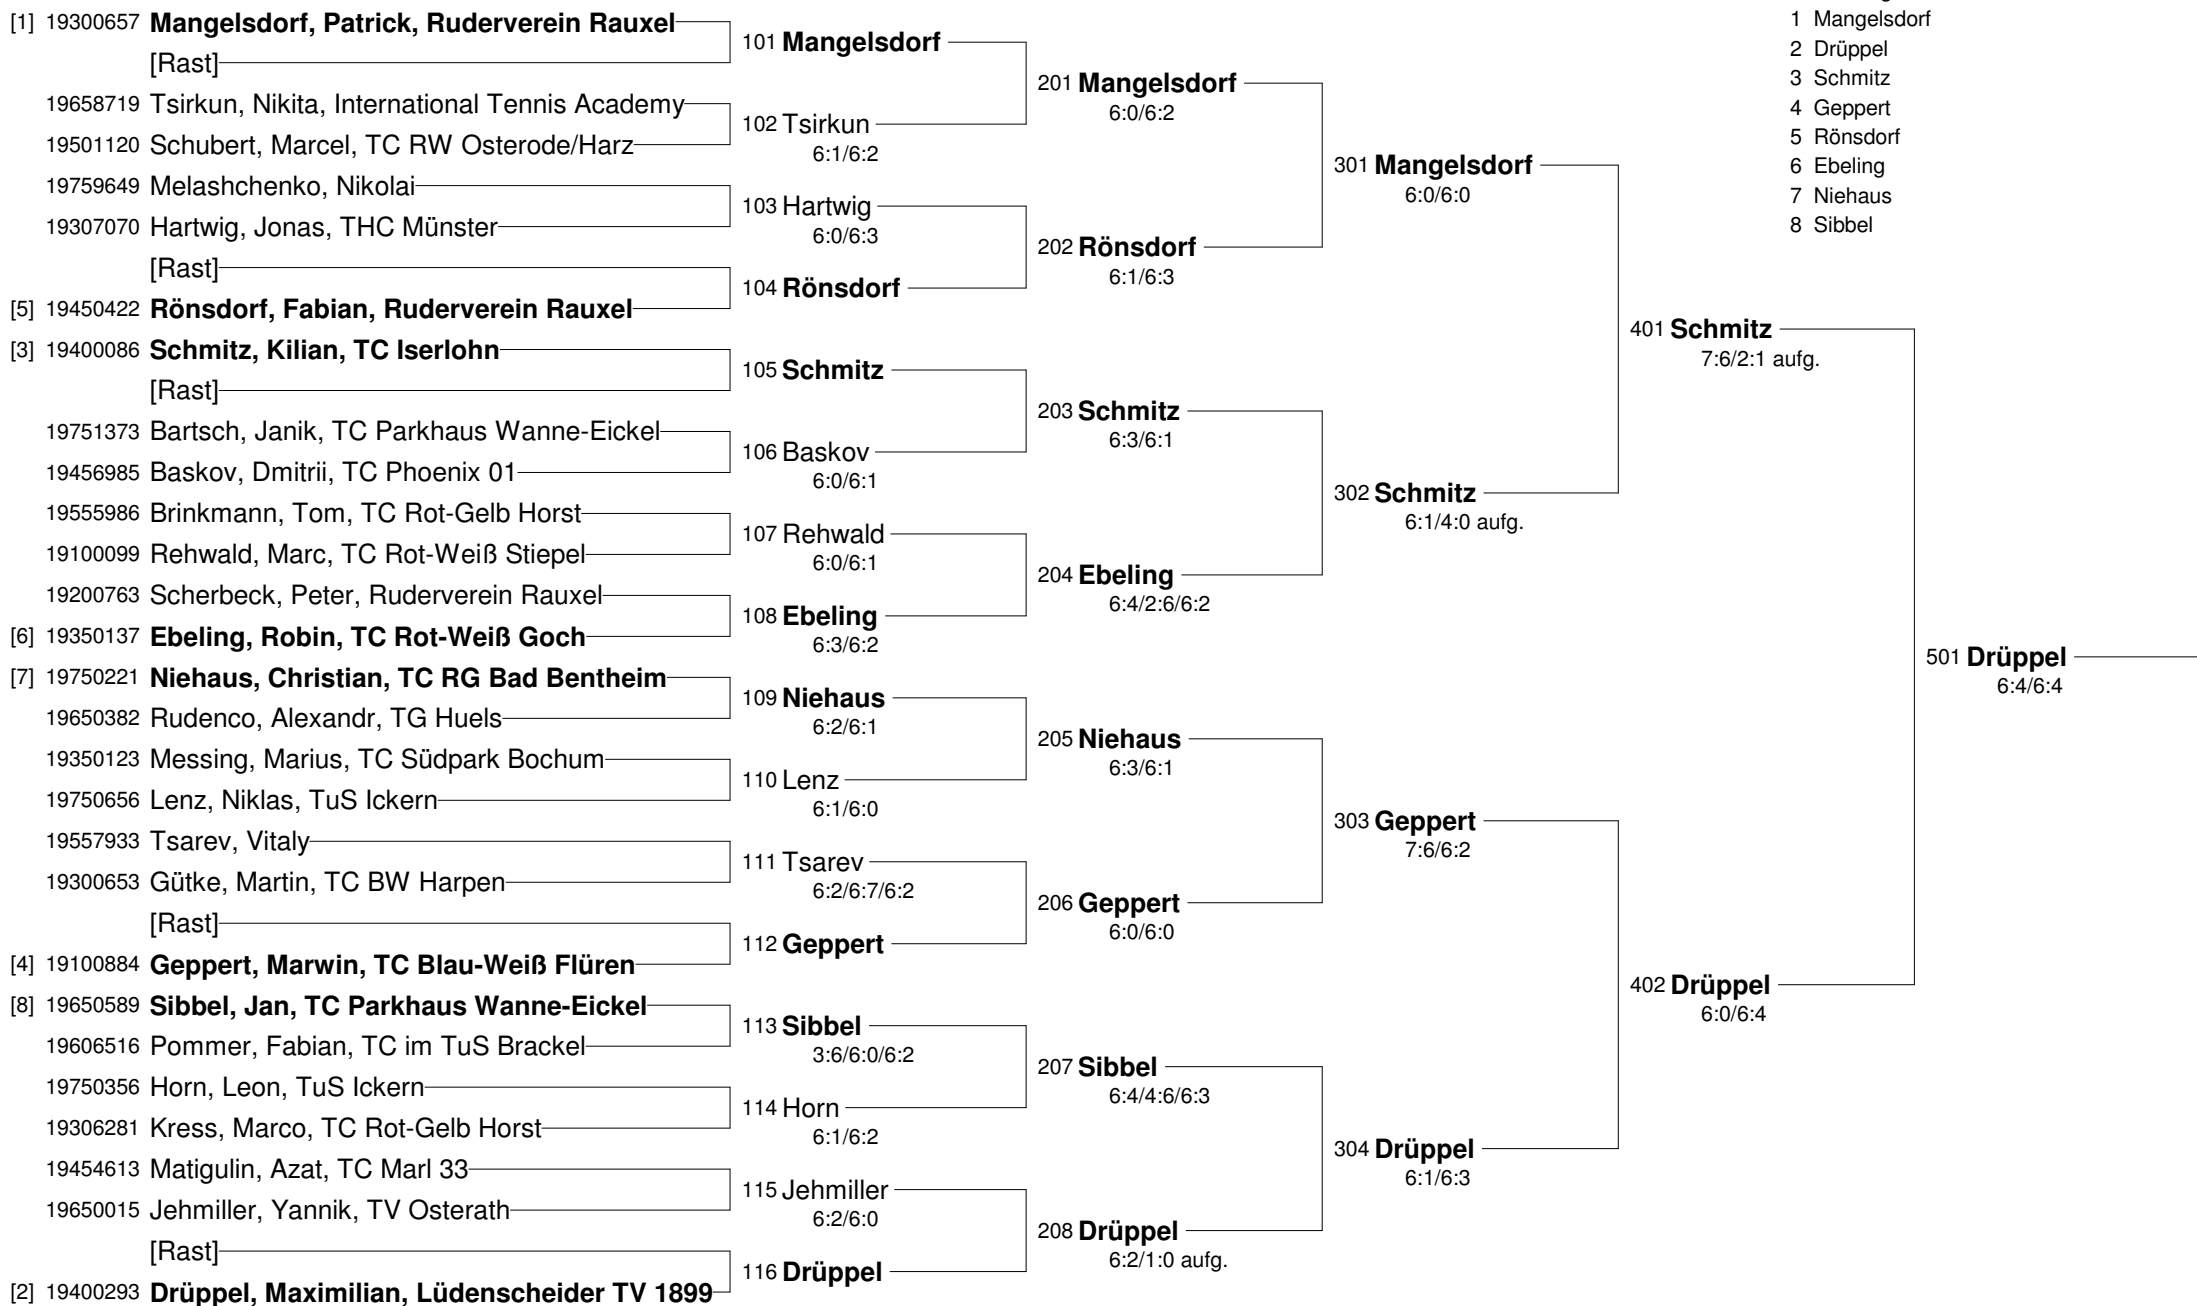 [1] 19300657 Mangelsdorf, Patrick, Ruderverein Rauxel
[Rast]
19658719 Tsirkun, Nikita, International Tennis Academy
19501120 Schubert, Marcel, TC RW Osterode/Harz
19759649 Melashchenko, Nikolai
19307070 Hartwig, Jonas, THC Münster
[Rast]
[5] 19450422 Rönsdorf, Fabian, Ruderverein Rauxel
[3] 19400086 Schmitz, Kilian, TC Iserlohn
[Rast]
19751373 Bartsch, Janik, TC Parkhaus Wanne-Eickel
19456985 Baskov, Dmitrii, TC Phoenix 01
19555986 Brinkmann, Tom, TC Rot-Gelb Horst
19100099 Rehwald, Marc, TC Rot-Weiß Stiepel
19200763 Scherbeck, Peter, Ruderverein Rauxel
[6] 19350137 Ebeling, Robin, TC Rot-Weiß Goch
[7] 19750221 Niehaus, Christian, TC RG Bad Bentheim
19650382 Rudenco, Alexandr, TG Huels
19350123 Messing, Marius, TC Südpark Bochum
19750656 Lenz, Niklas, TuS Ickern
19557933 Tsarev, Vitaly
19300653 Gütke, Martin, TC BW Harpen
[Rast]
[4] 19100884 Geppert, Marwin, TC Blau-Weiß Flüren
[8] 19650589 Sibbel, Jan, TC Parkhaus Wanne-Eickel
19606516 Pommer, Fabian, TC im TuS Brackel
19750356 Horn, Leon, TuS Ickern
19306281 Kress, Marco, TC Rot-Gelb Horst
19454613 Matigulin, Azat, TC Marl 33
19650015 Jehmiller, Yannik, TV Osterath
[Rast]
[2] 19400293 Drüppel, Maximilian, Lüdenscheider TV 1899
101 Mangelsdorf
102 Tsirkun
6:1/6:2
103 Hartwig
6:0/6:3
104 Rönsdorf
105 Schmitz
106 Baskov
6:0/6:1
107 Rehwald
6:0/6:1
108 Ebeling
6:3/6:2
109 Niehaus
6:2/6:1
110 Lenz
6:1/6:0
111 Tsarev
6:2/6:7/6:2
112 Geppert
113 Sibbel
3:6/6:0/6:2
114 Horn
6:1/6:2
115 Jehmiller
6:2/6:0
116 Drüppel
201 Mangelsdorf
6:0/6:2
202 Rönsdorf
6:1/6:3
203 Schmitz
6:3/6:1
204 Ebeling
6:4/2:6/6:2
205 Niehaus
6:3/6:1
206 Geppert
6:0/6:0
207 Sibbel
6:4/4:6/6:3
208 Drüppel
6:2/1:0 aufg.
301 Mangelsdorf
6:0/6:0
302 Schmitz
6:1/4:0 aufg.
303 Geppert
7:6/6:2
304 Drüppel
6:1/6:3
401 Schmitz
7:6/2:1 aufg.
402 Drüppel
6:0/6:4
501 Drüppel
6:4/6:4
1 Mangelsdorf
2 Drüppel
3 Schmitz
4 Geppert
5 Rönsdorf
6 Ebeling
7 Niehaus
8 Sibbel